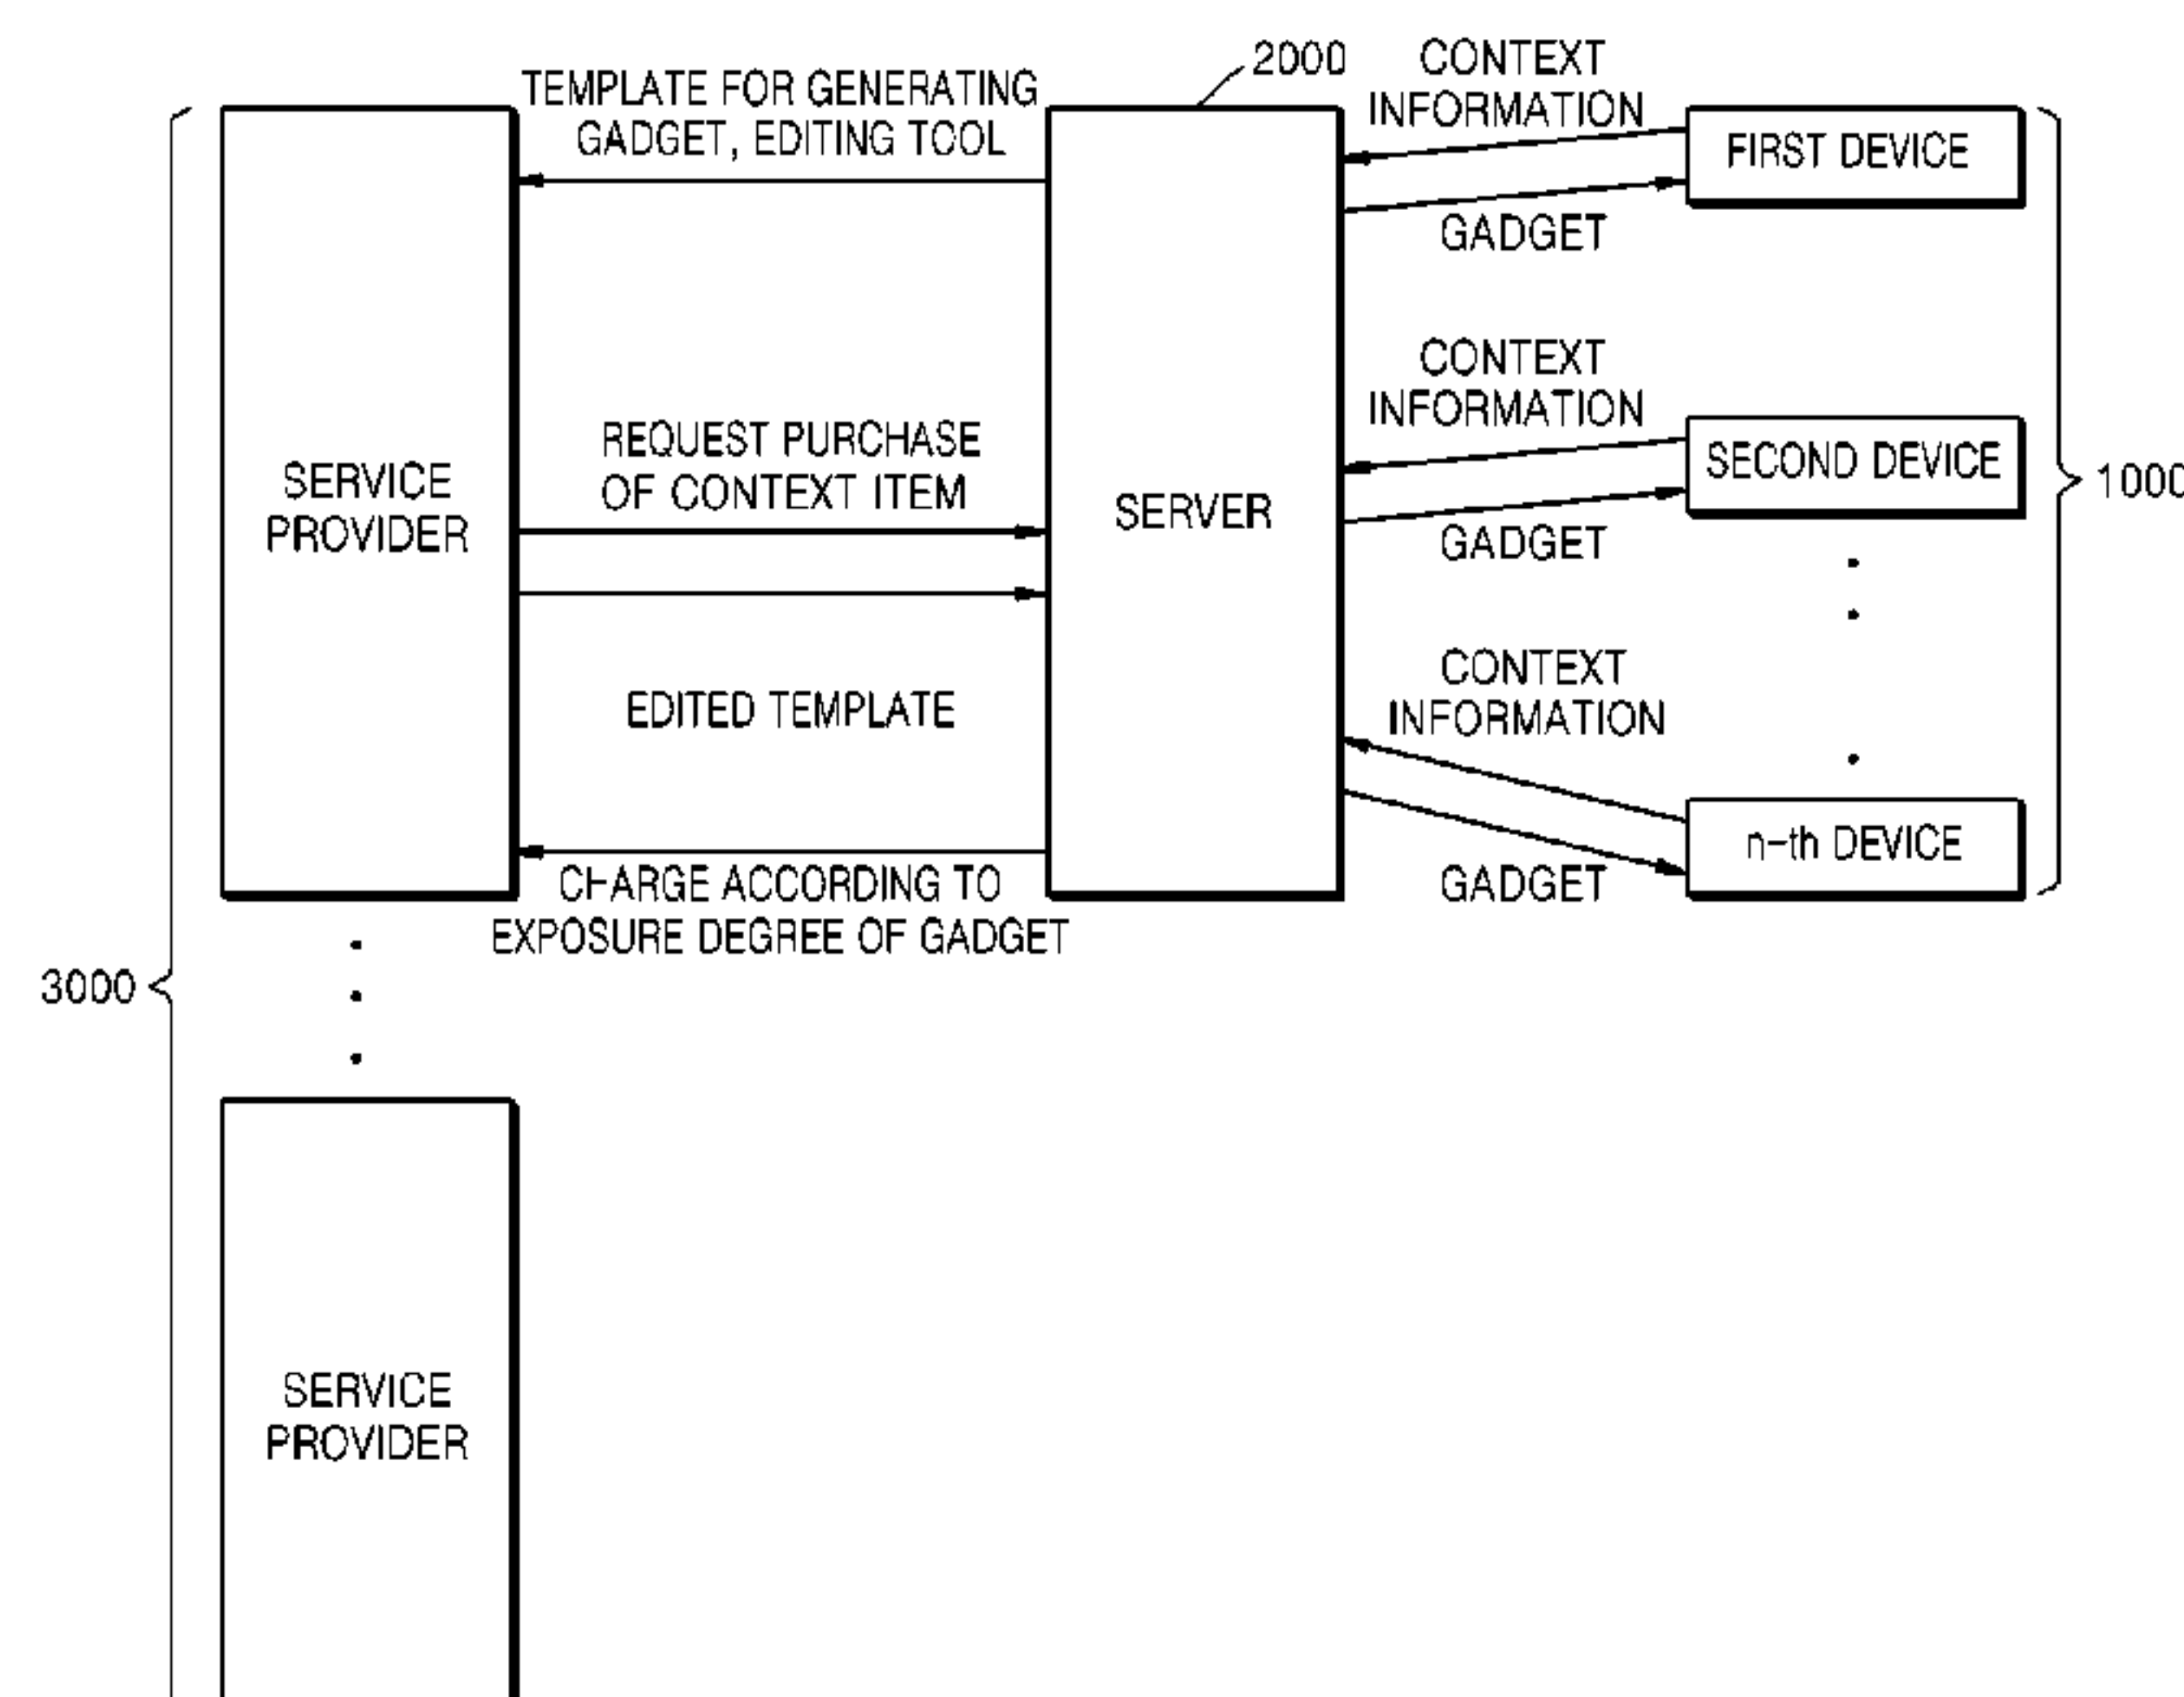 2000
CONTEXT
INFORMATION
TEMPLATE FOR GENERATING
GADGET, EDITING TOOL
FIRST DEVICE
GADGET
CONTEXT
INFORMATION
REQUEST PURCHASE
OF CONTEXT ITEM
SERVICE
PROVIDER
SERVER
SECOND DEVICE
1000
GADGET
CONTEXT
INFORMATION
EDITED TEMPLATE
n-th DEVICE
GADGET
CHARGE ACCORDING TO
EXPOSURE DEGREE OF GADGET
3000
SERVICE
PROVIDER